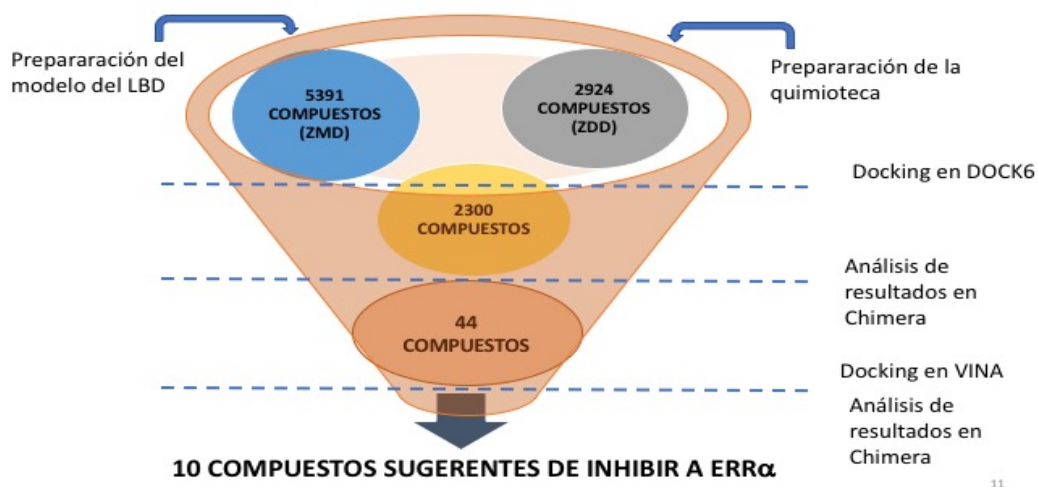 Prepararación del
modelo del LBD
5391
COMPUESTOS
(ZMD)
2924
COMPUESTOS
(ZDD)
Prepararación de la
quimioteca
Docking en DOCK6
2300
COMPUESTOS
Análisis de
resultados en
Chimera
44
COMPUESTOS
Docking en VINA
Análisis de
resultados en
Chimera
10 COMPUESTOS SUGERENTES DE INHIBIR A ERRα
11